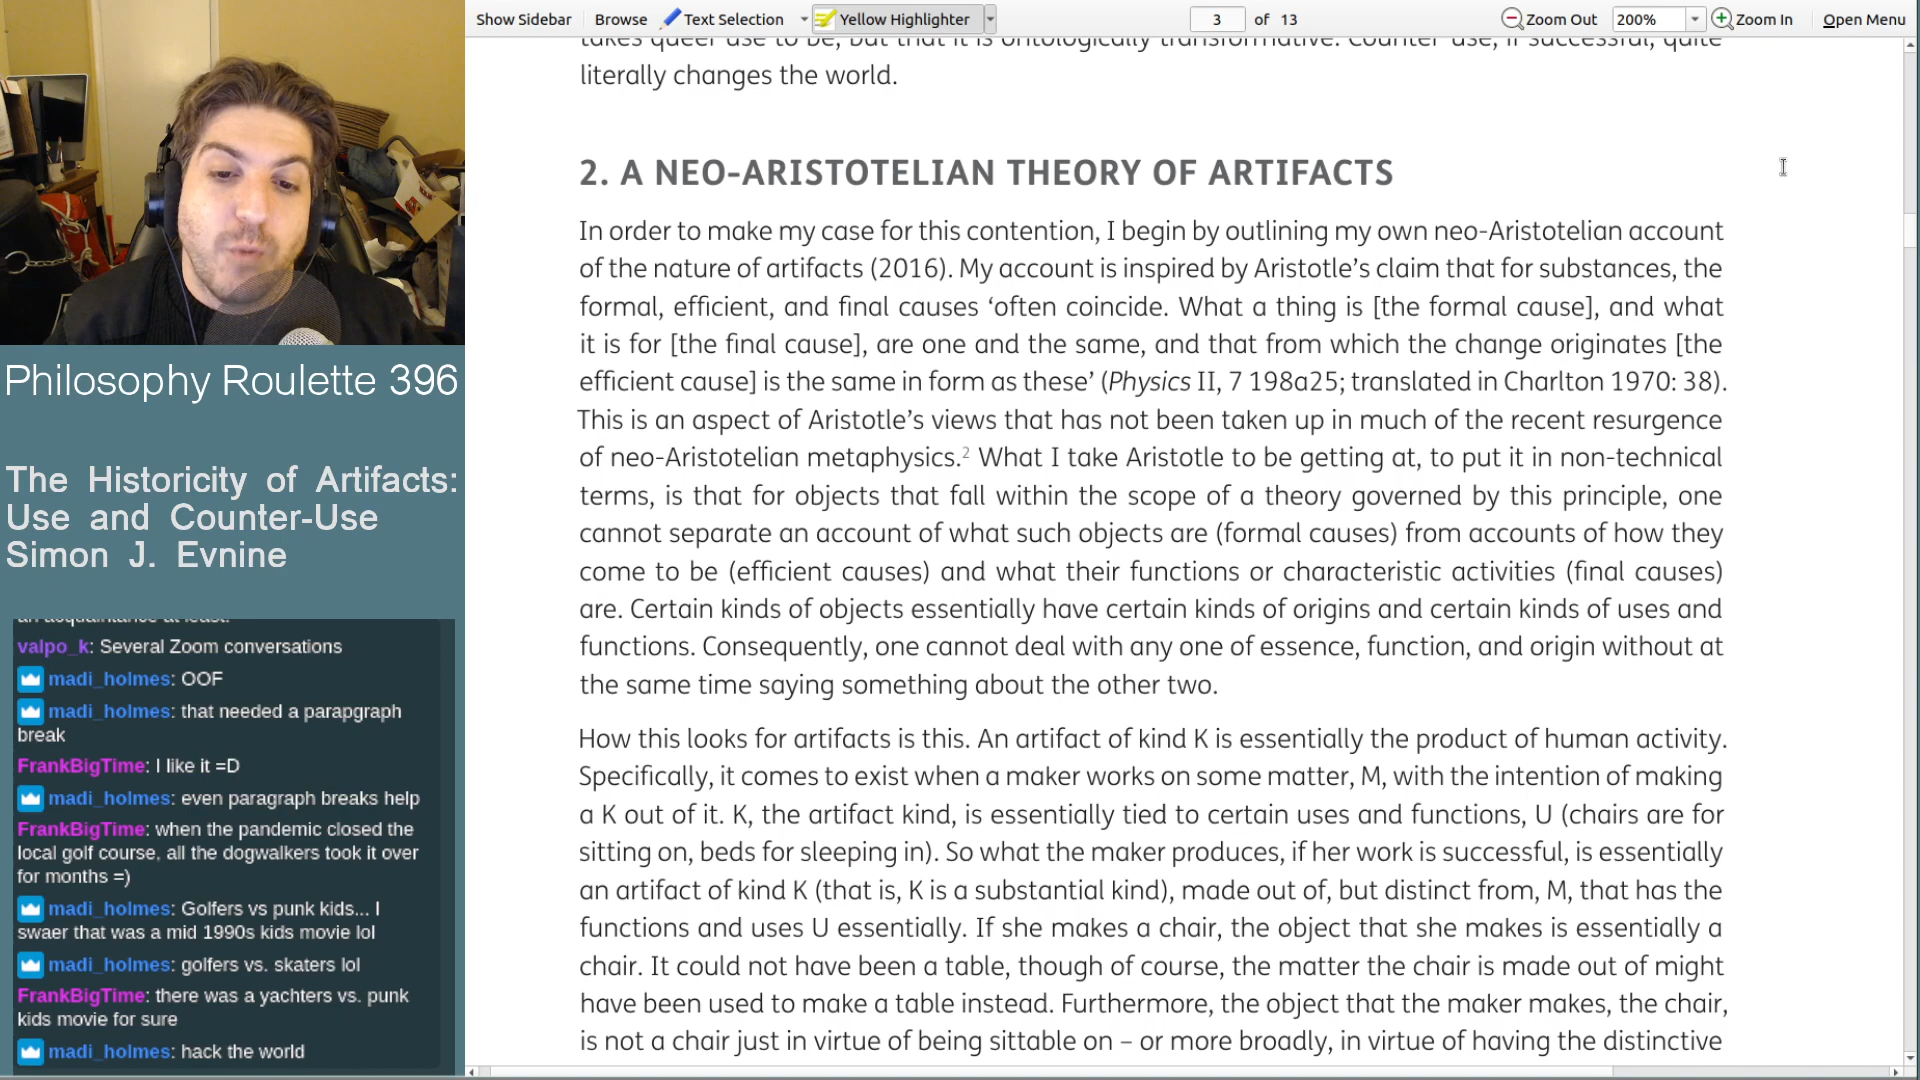 Show Sidebar Browse Text Selection Yellow Highlighter 3 of 13 Zoom Out 200% Zoom In Open Menu
takes queer use to be, but that it is ontologically transformative. Counter-use, if successful, quite
literally changes the world.
2. A NEO-ARISTOTELIAN THEORY OF ARTIFACTS
In order to make my case for this contention, I begin by outlining my own neo-Aristotelian account
of the nature of artifacts (2016). My account is inspired by Aristotle’s claim that for substances, the
formal, efficient, and final causes ‘often coincide. What a thing is [the formal cause], and what
it is for [the final cause], are one and the same, and that from which the change originates [the
efficient cause] is the same in form as these’ (Physics II, 7 198a25; translated in Charlton 1970: 38).
This is an aspect of Aristotle’s views that has not been taken up in much of the recent resurgence
of neo-Aristotelian metaphysics.2 What I take Aristotle to be getting at, to put it in non-technical
terms, is that for objects that fall within the scope of a theory governed by this principle, one
cannot separate an account of what such objects are (formal causes) from accounts of how they
come to be (efficient causes) and what their functions or characteristic activities (final causes)
are. Certain kinds of objects essentially have certain kinds of origins and certain kinds of uses and
functions. Consequently, one cannot deal with any one of essence, function, and origin without at
the same time saying something about the other two.
How this looks for artifacts is this. An artifact of kind K is essentially the product of human activity.
Specifically, it comes to exist when a maker works on some matter, M, with the intention of making
a K out of it. K, the artifact kind, is essentially tied to certain uses and functions, U (chairs are for
sitting on, beds for sleeping in). So what the maker produces, if her work is successful, is essentially
an artifact of kind K (that is, K is a substantial kind), made out of, but distinct from, M, that has the
functions and uses U essentially. If she makes a chair, the object that she makes is essentially a
chair. It could not have been a table, though of course, the matter the chair is made out of might
have been used to make a table instead. Furthermore, the object that the maker makes, the chair,
is not a chair just in virtue of being sittable on – or more broadly, in virtue of having the distinctive
Philosophy Roulette 396
The Historicity of Artifacts:
Use and Counter-Use
Simon J. Evnine
an acquaintance at least.
valpo_k: Several Zoom conversations
madi_holmes: OOF
madi_holmes: that needed a parapgraph
break
FrankBigTime: I like it =D
madi_holmes: even paragraph breaks help
FrankBigTime: when the pandemic closed the
local golf course, all the dogwalkers took it over
for months =)
madi_holmes: Golfers vs punk kids... I
swaer that was a mid 1990s kids movie lol
madi_holmes: golfers vs. skaters lol
FrankBigTime: there was a yachters vs. punk
kids movie for sure
madi_holmes: hack the world